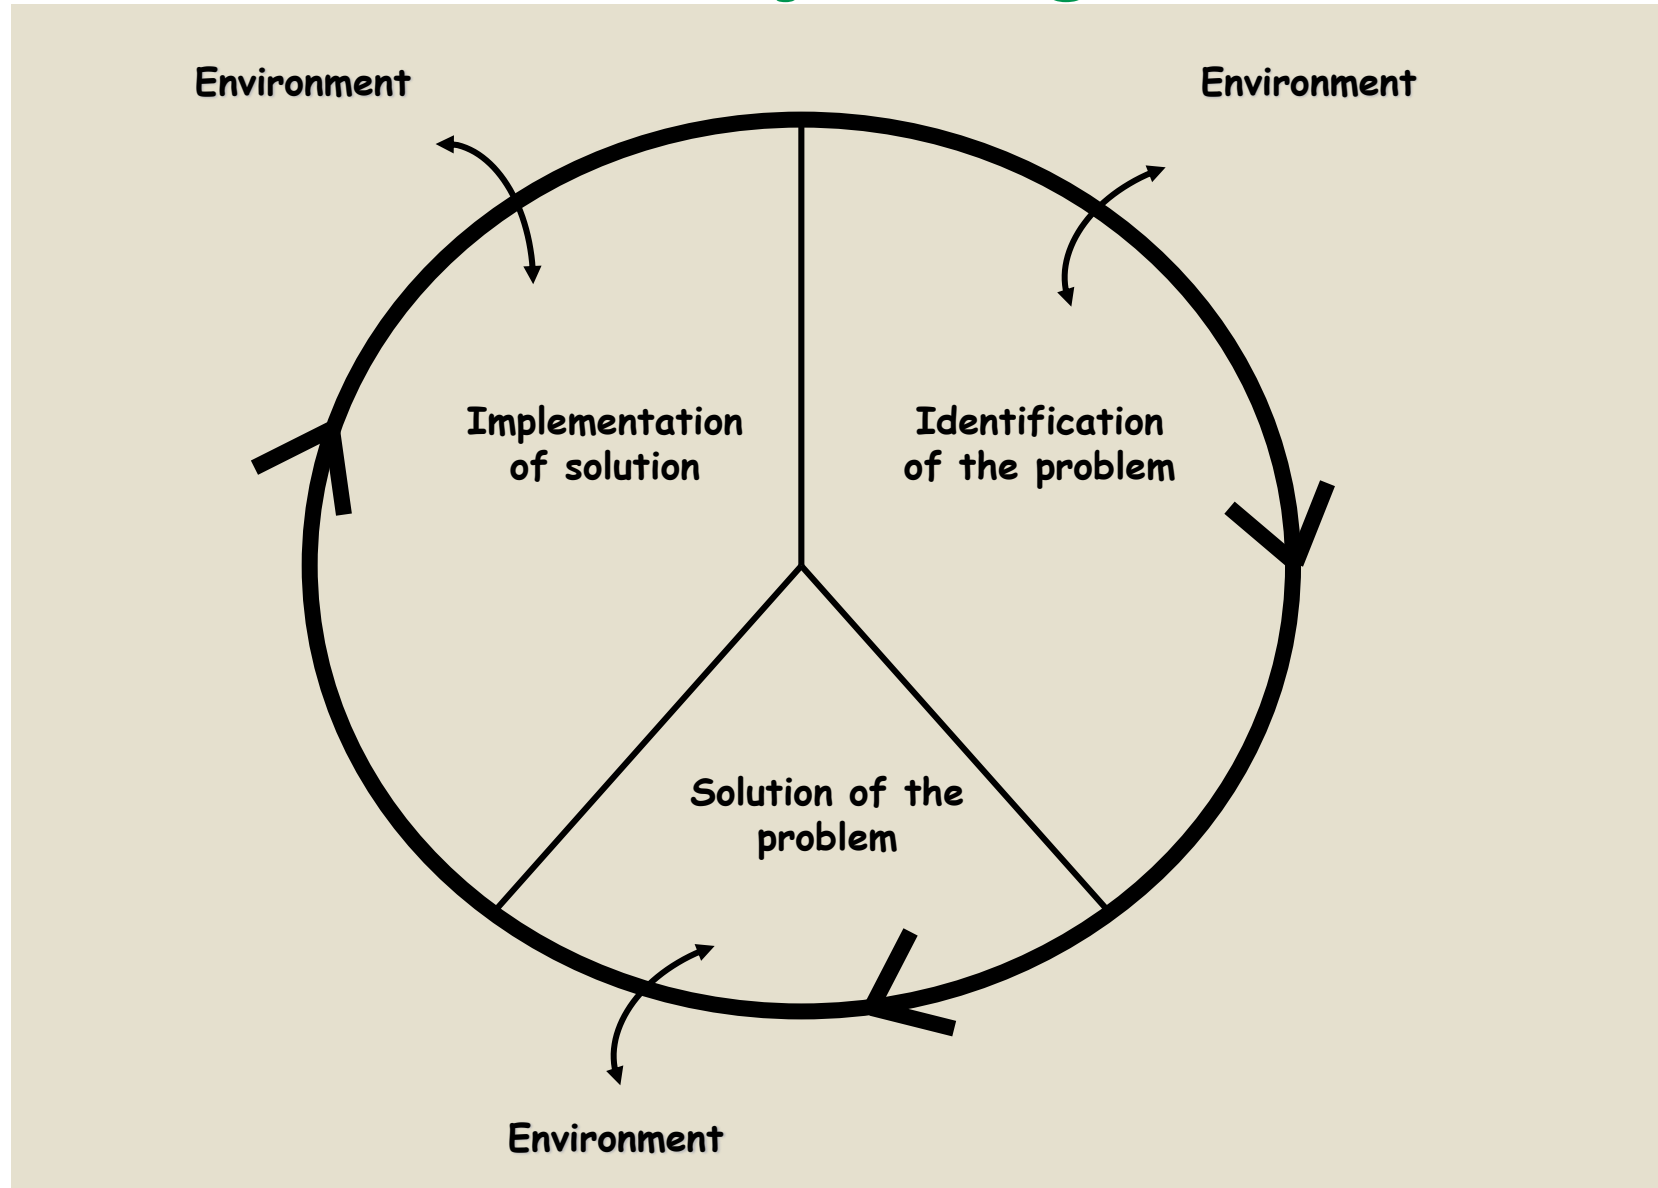 Environment
Environment
Implementation
of solution
Identification
of the problem
Solution of the
problem
Environment